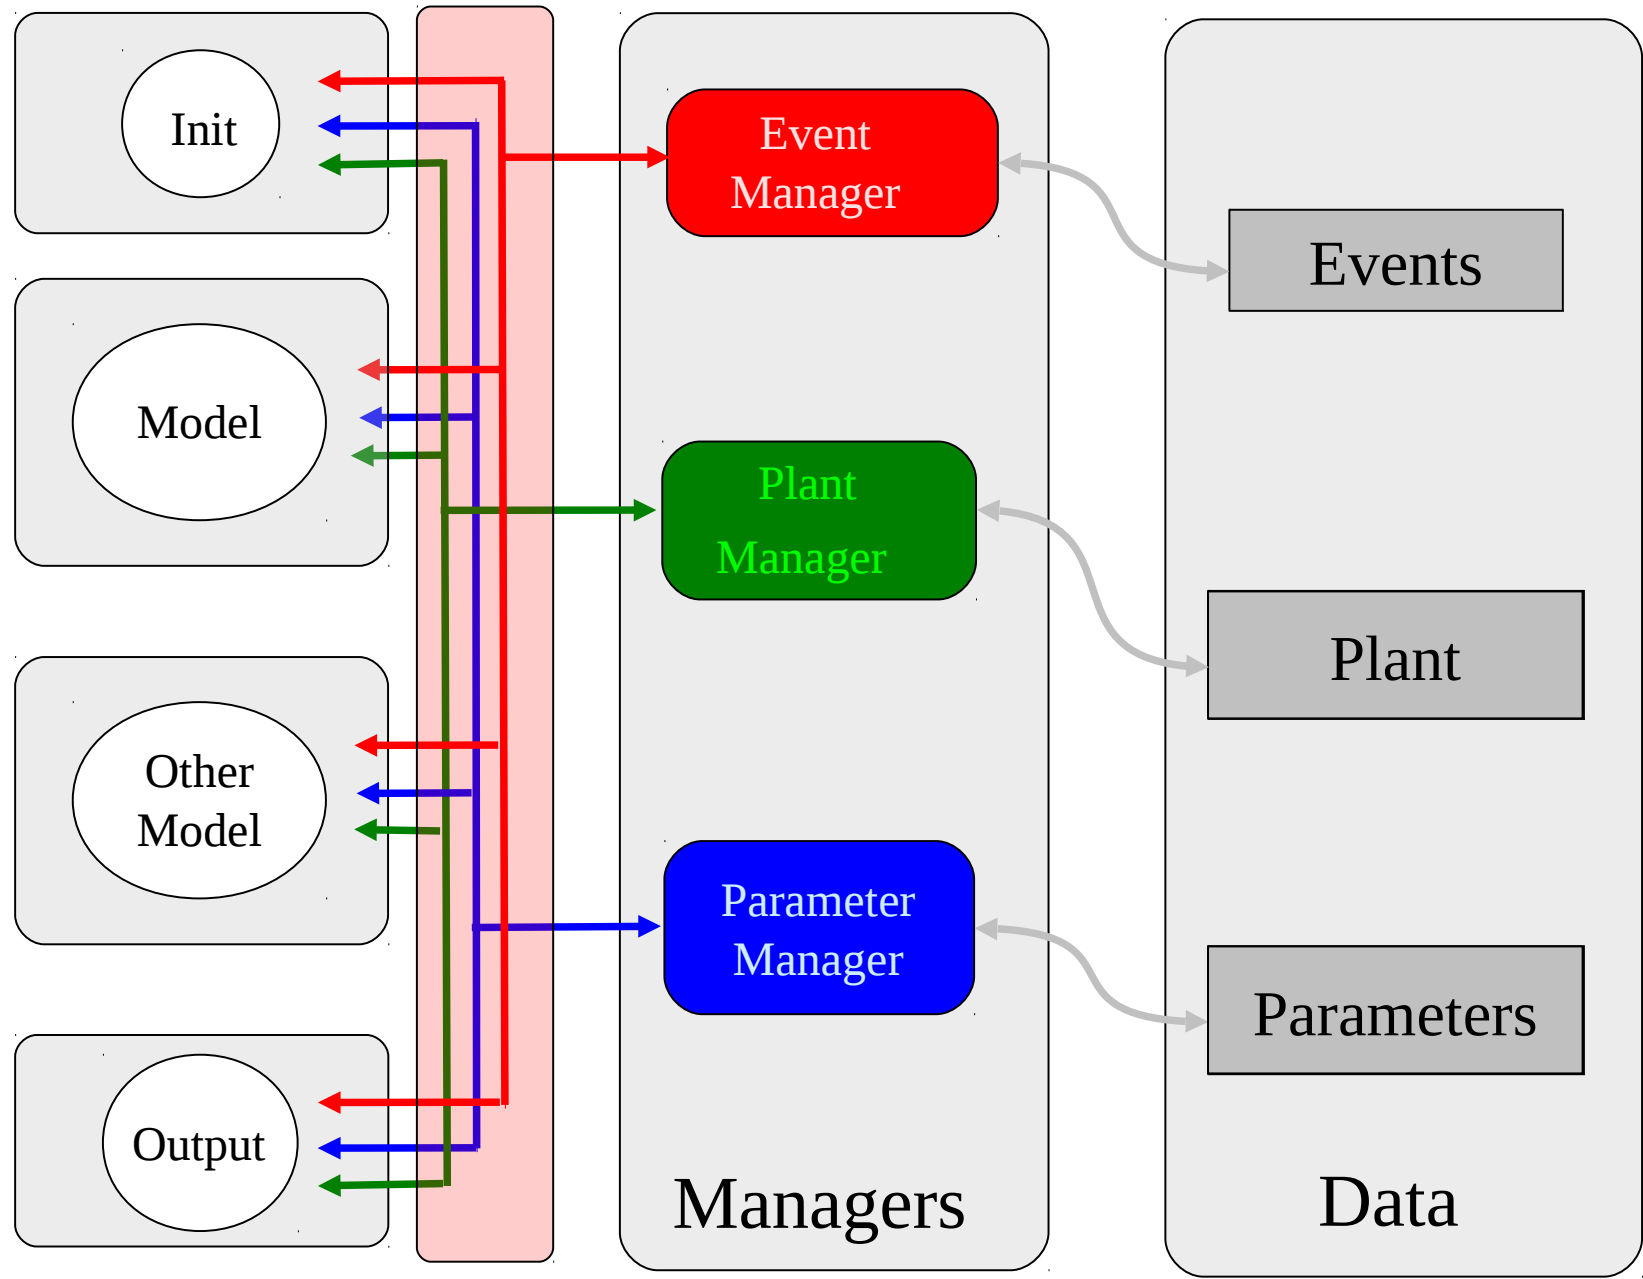 Init
Model
Other
Model
Output
Event
Manager
Plant
Manager
Parameter
Manager
Managers
Events
Plant
Parameters
Data